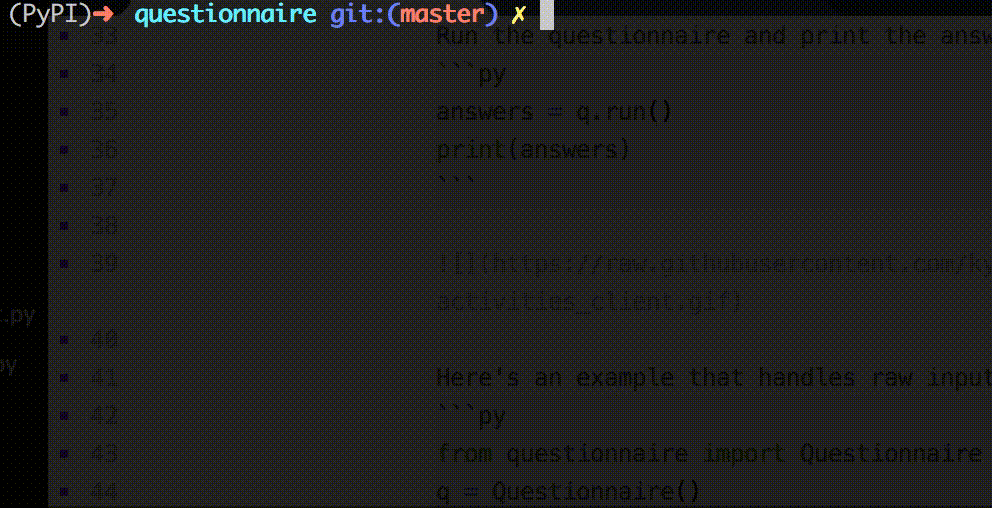 (PyPI)➜ questionnaire git:(master) ✗
33 Run the questionnaire and print the answ
34 ```py
35 answers = q.run()
36 print(answers)
37 ```
38
39 ![](https://raw.githubusercontent.com/ky
activities_client.gif)
.py
40
py
41 Here's an example that handles raw input
42 ```py
43 from questionnaire import Questionnaire
44 q = Questionnaire()